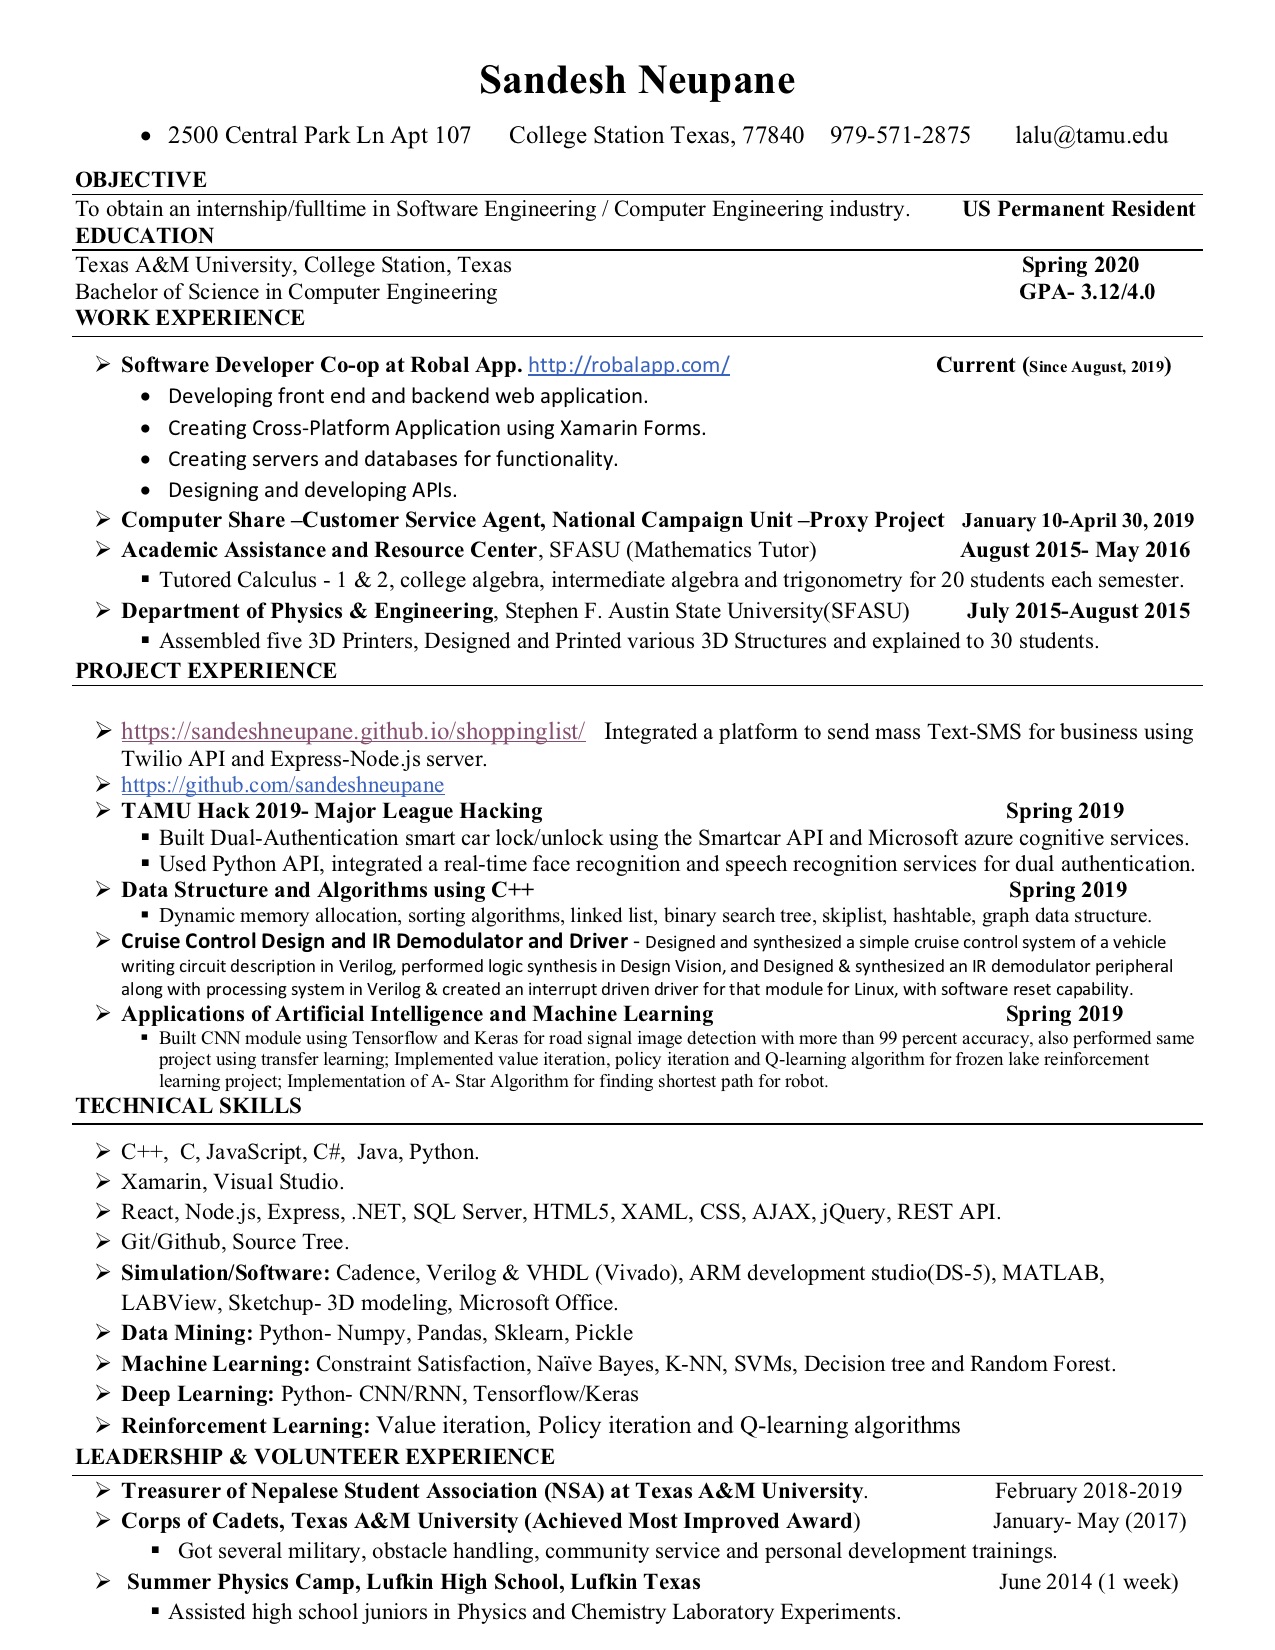 Sandesh Neupane
• 2500 Central Park Ln Apt 107 College Station Texas, 77840 979-571-2875 lalu@tamu.edu
OBJECTIVE
To obtain an internship/fulltime in Software Engineering / Computer Engineering industry. US Permanent Resident
EDUCATION
Texas A&M University, College Station, Texas Spring 2020
Bachelor of Science in Computer Engineering GPA- 3.12/4.0
WORK EXPERIENCE
➢ Software Developer Co-op at Robal App. http://robalapp.com/ Current (Since August, 2019)
• Developing front end and backend web application.
• Creating Cross-Platform Application using Xamarin Forms.
• Creating servers and databases for functionality.
• Designing and developing APIs.
➢ Computer Share –Customer Service Agent, National Campaign Unit –Proxy Project January 10-April 30, 2019
➢ Academic Assistance and Resource Center, SFASU (Mathematics Tutor) August 2015- May 2016
▪ Tutored Calculus - 1 & 2, college algebra, intermediate algebra and trigonometry for 20 students each semester.
➢ Department of Physics & Engineering, Stephen F. Austin State University(SFASU) July 2015-August 2015
▪ Assembled five 3D Printers, Designed and Printed various 3D Structures and explained to 30 students.
PROJECT EXPERIENCE
➢ https://sandeshneupane.github.io/shoppinglist/ Integrated a platform to send mass Text-SMS for business using
Twilio API and Express-Node.js server.
➢ https://github.com/sandeshneupane
➢ TAMU Hack 2019- Major League Hacking Spring 2019
▪ Built Dual-Authentication smart car lock/unlock using the Smartcar API and Microsoft azure cognitive services.
▪ Used Python API, integrated a real-time face recognition and speech recognition services for dual authentication.
➢ Data Structure and Algorithms using C++ Spring 2019
▪ Dynamic memory allocation, sorting algorithms, linked list, binary search tree, skiplist, hashtable, graph data structure.
➢ Cruise Control Design and IR Demodulator and Driver - Designed and synthesized a simple cruise control system of a vehicle
writing circuit description in Verilog, performed logic synthesis in Design Vision, and Designed & synthesized an IR demodulator peripheral
along with processing system in Verilog & created an interrupt driven driver for that module for Linux, with software reset capability.
➢ Applications of Artificial Intelligence and Machine Learning Spring 2019
▪ Built CNN module using Tensorflow and Keras for road signal image detection with more than 99 percent accuracy, also performed same
project using transfer learning; Implemented value iteration, policy iteration and Q-learning algorithm for frozen lake reinforcement
learning project; Implementation of A- Star Algorithm for finding shortest path for robot.
TECHNICAL SKILLS
➢ C++, C, JavaScript, C#, Java, Python.
➢ Xamarin, Visual Studio.
➢ React, Node.js, Express, .NET, SQL Server, HTML5, XAML, CSS, AJAX, jQuery, REST API.
➢ Git/Github, Source Tree.
➢ Simulation/Software: Cadence, Verilog & VHDL (Vivado), ARM development studio(DS-5), MATLAB,
LABView, Sketchup- 3D modeling, Microsoft Office.
➢ Data Mining: Python- Numpy, Pandas, Sklearn, Pickle
➢ Machine Learning: Constraint Satisfaction, Naïve Bayes, K-NN, SVMs, Decision tree and Random Forest.
➢ Deep Learning: Python- CNN/RNN, Tensorflow/Keras
➢ Reinforcement Learning: Value iteration, Policy iteration and Q-learning algorithms
LEADERSHIP & VOLUNTEER EXPERIENCE
➢ Treasurer of Nepalese Student Association (NSA) at Texas A&M University. February 2018-2019
➢ Corps of Cadets, Texas A&M University (Achieved Most Improved Award) January- May (2017)
▪ Got several military, obstacle handling, community service and personal development trainings.
➢ Summer Physics Camp, Lufkin High School, Lufkin Texas June 2014 (1 week)
▪ Assisted high school juniors in Physics and Chemistry Laboratory Experiments.